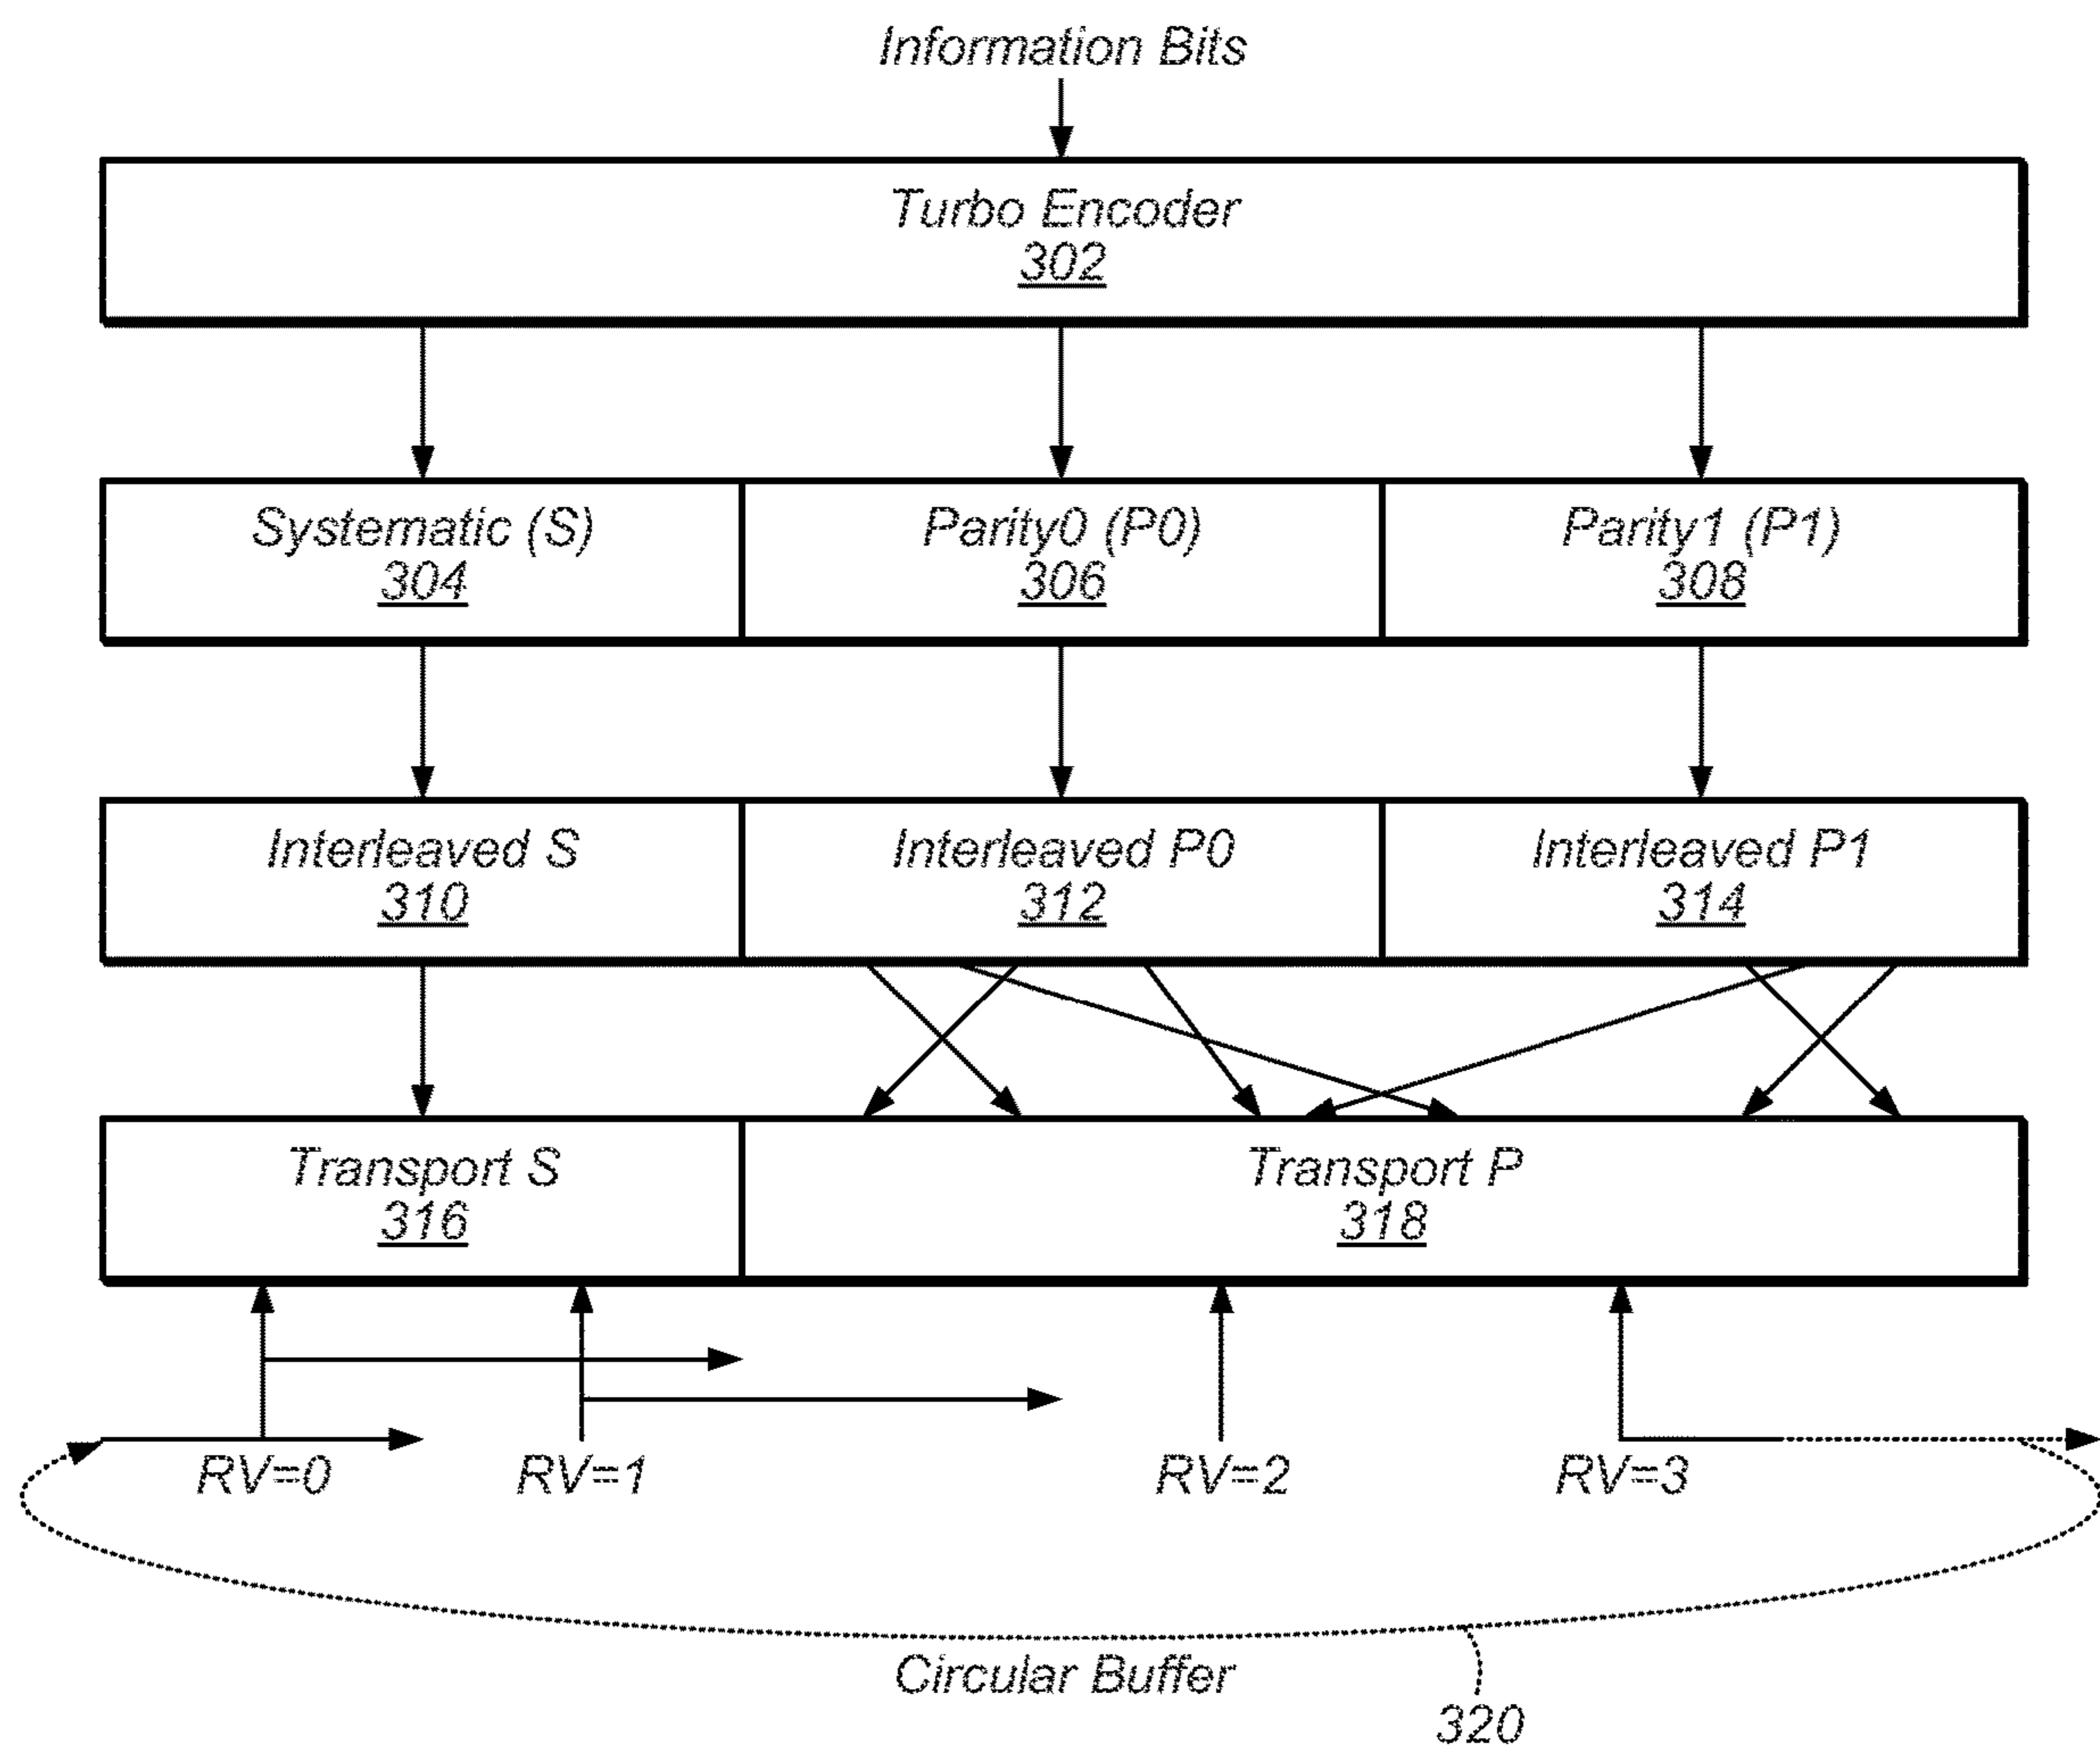 Information Bits
Turbo Encoder
302
Systematic (S)
304
Parity0 (P0)
306
Parity1 (P1)
308
Interleaved S
310
Interleaved P0
312
Interleaved P1
314
Transport S
316
Transport P
318
RV=0
RV=1
RV=2
RV=3
Circular Buffer
320